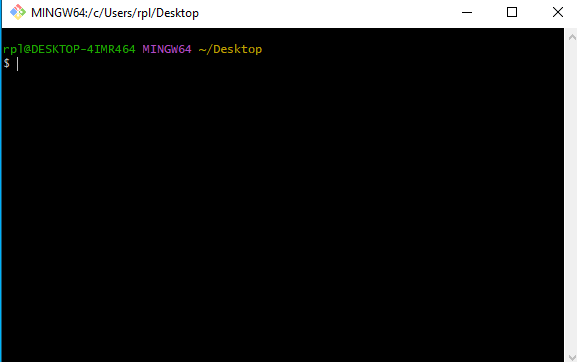 MINGW64:/c/Users/rpl/Desktop
rpl@DESKTOP-4IMR464 MINGW64 ~/Desktop
$